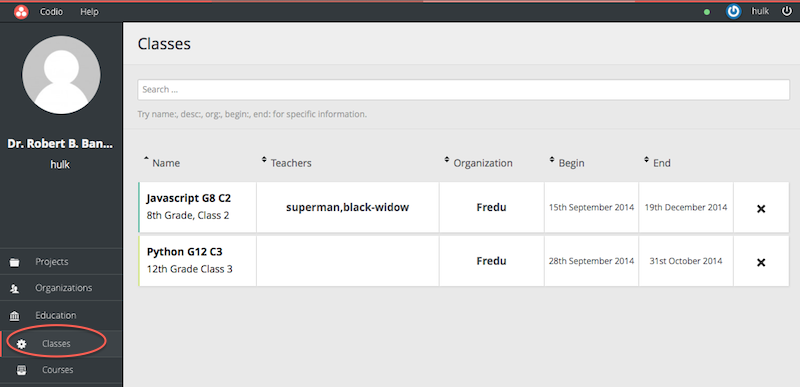 Codio Help hulk
Classes
Dr. Robert B. Ban...
hulk
Search ...
Try name:, desc:, org:, begin:, end: for specific information.
Name Teachers Organization Begin End
Javascript G8 C2
8th Grade, Class 2
superman,black-widow
Fredu
15th September 2014
19th December 2014
Python G12 C3
12th Grade Class 3
Fredu
28th September 2014
31st October 2014
Projects
Organizations
Education
Classes
Courses